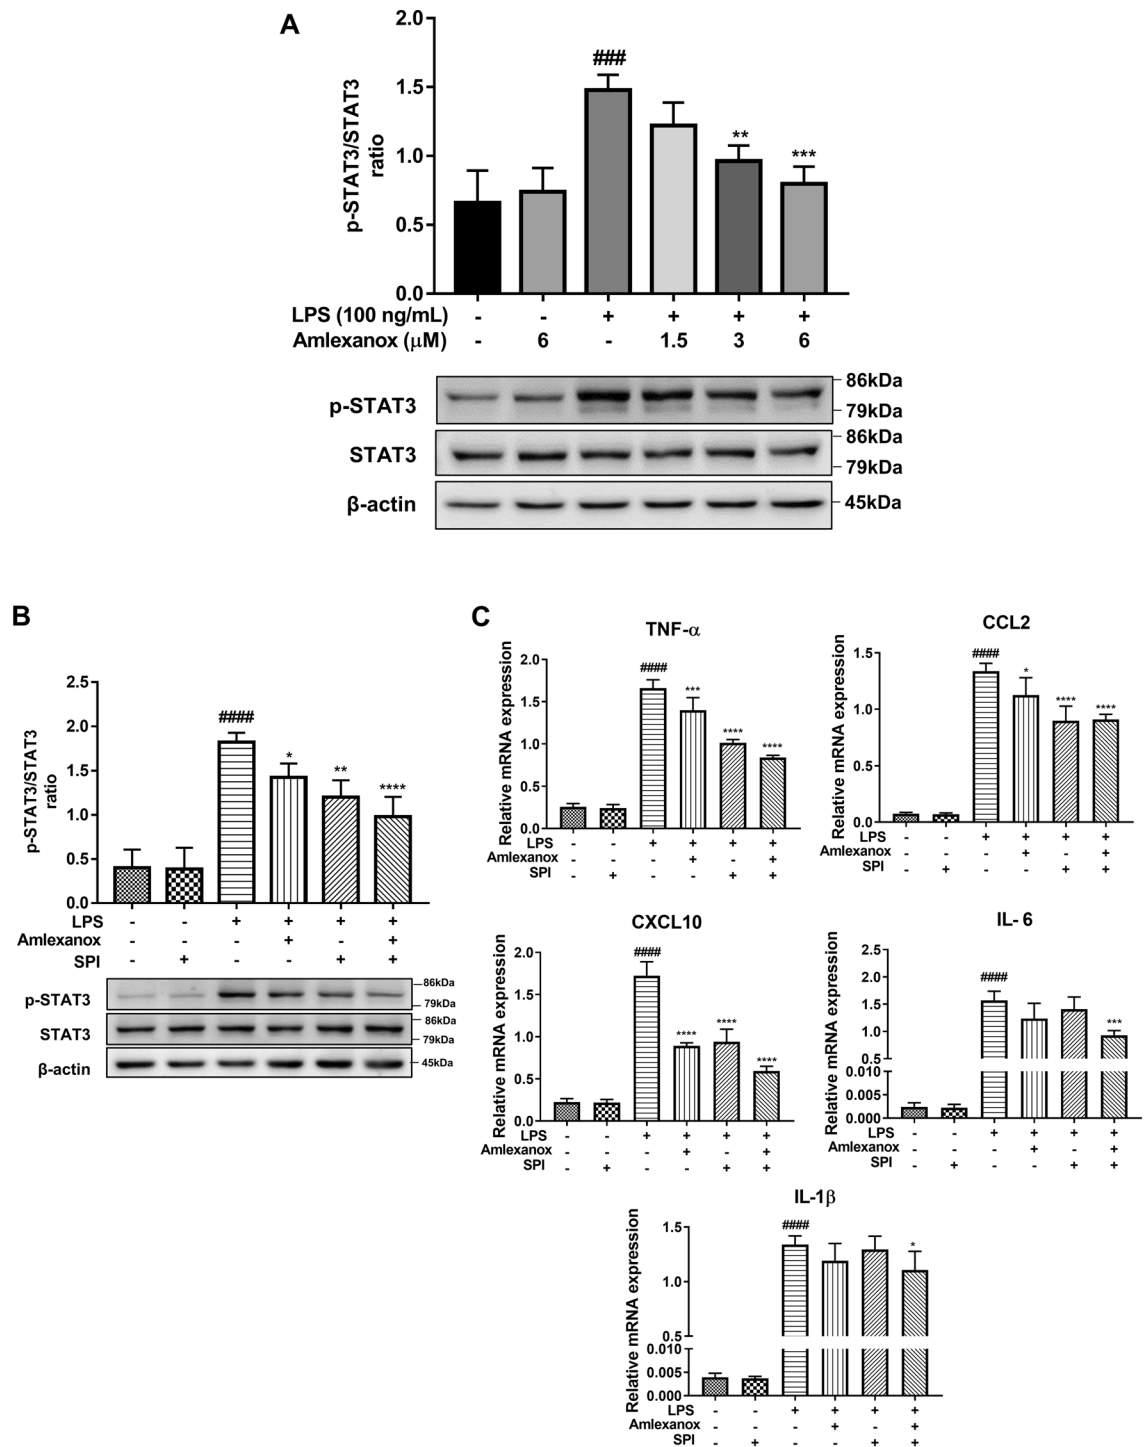 A
p-STAT3/STAT3
ratio
2.0
1.5
1.0
0.5
0.0
###
**
***
LPS (100 ng/mL) - - + + + +
Amlexanox (μM) - 6 - 1.5 3 6
p-STAT3 86kDa
79kDa
STAT3 86kDa
79kDa
β-actin 45kDa
B
p-STAT3/STAT3
ratio
2.5
2.0
1.5
1.0
0.5
0.0
####
*
**
****
LPS - - + + + +
Amlexanox - - - + - +
SPI - + - - + +
p-STAT3 86kDa
79kDa
STAT3 86kDa
79kDa
β-actin 45kDa
C
TNF-α
Relative mRNA expression
2.0
1.5
1.0
0.5
0.0
####
***
****
****
LPS - - + + + +
Amlexanox - - - + - +
SPI - + - - + +
CCL2
Relative mRNA expression
1.5
1.0
0.5
0.0
####
*
****
****
LPS - - + + + +
Amlexanox - - - + - +
SPI - + - - + +
CXCL10
Relative mRNA expression
2.0
1.5
1.0
0.5
0.0
####
****
****
****
LPS - - + + + +
Amlexanox - - - + - +
SPI - + - - + +
IL- 6
Relative mRNA expression
2.5
2.0
1.5
1.0
0.5
0.010
0.005
0.000
####
***
LPS - - + + + +
Amlexanox - - - + - +
SPI - + - - + +
IL-1β
Relative mRNA expression
1.5
1.0
0.5
0.010
0.005
0.000
####
*
LPS - - + + + +
Amlexanox - - - + - +
SPI - + - - + +